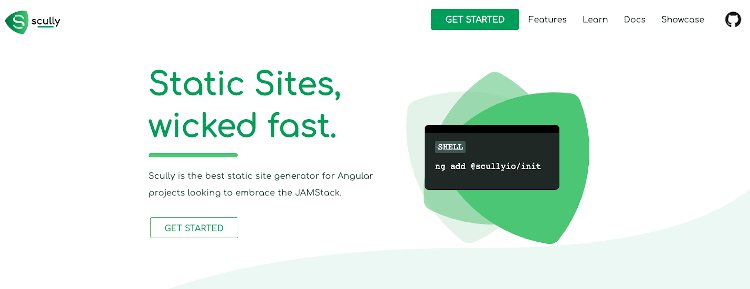 scully
GET STARTED
Features
Learn
Docs
Showcase
Static Sites,
wicked fast.
Scully is the best static site generator for Angular
projects looking to embrace the JAMStack.
GET STARTED
SHELL
ng add @scullyio/init